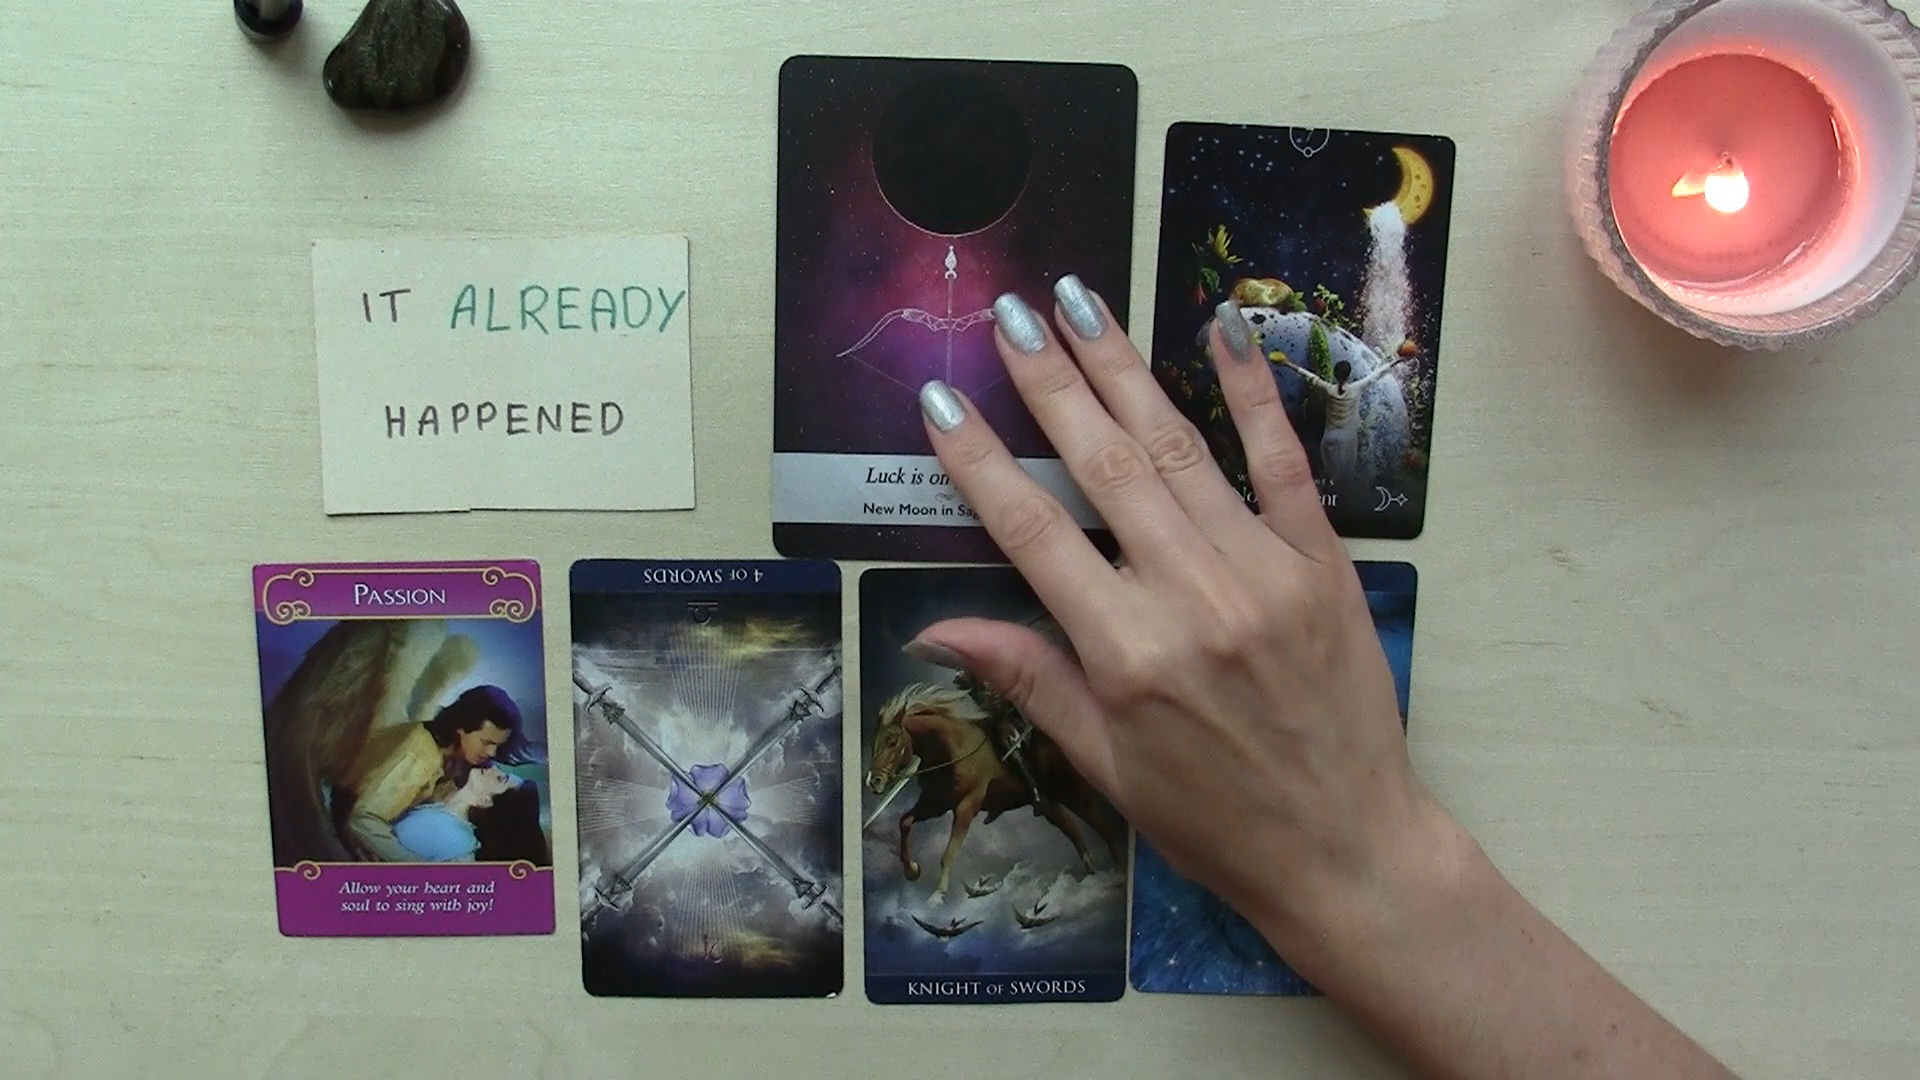 IT ALREADY
HAPPENED
Luck is on
New Moon in
PASSION
Allow your heart and
soul to sing with joy!
4 OF SWORDS
KNIGHT OF SWORDS